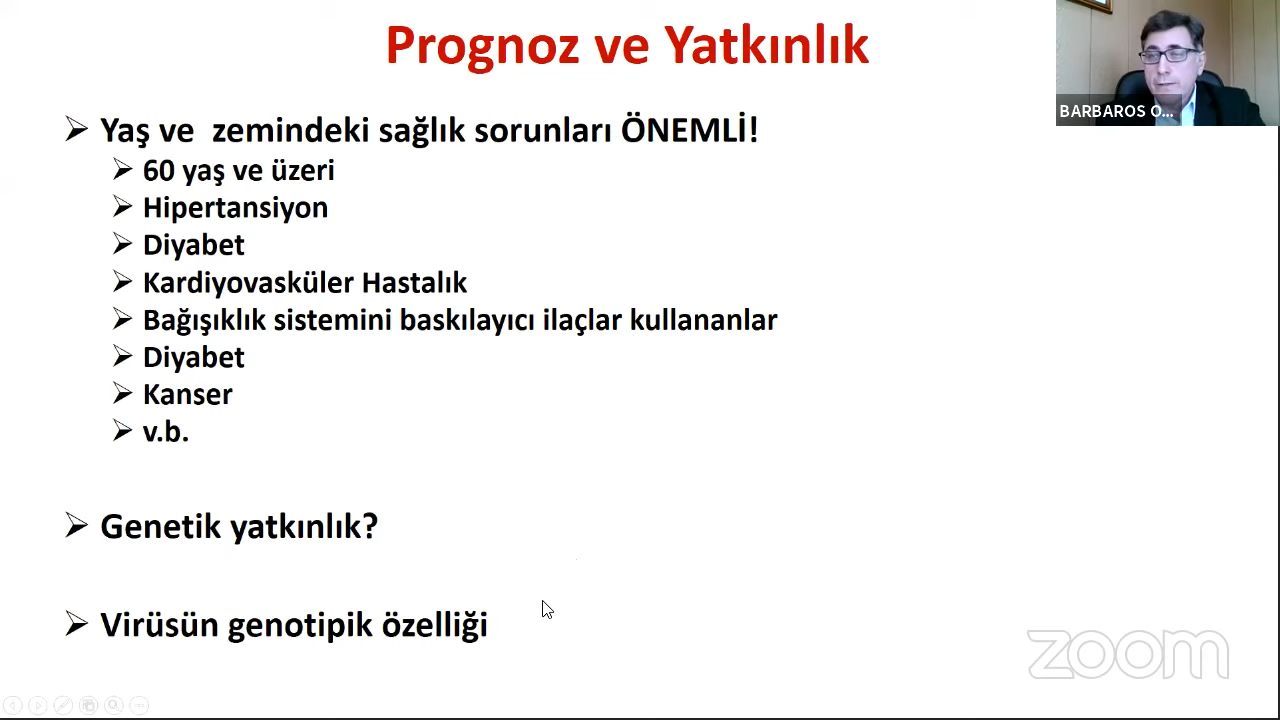 Prognoz ve Yatkınlık
BARBAROS O...
Yaş ve zemindeki sağlık sorunları ÖNEMLİ!
60 yaş ve üzeri
Hipertansiyon
Diyabet
Kardiyovasküler Hastalık
Bağışıklık sistemini baskılayıcı ilaçlar kullananlar
Diyabet
Kanser
v.b.
Genetik yatkınlık?
Virüsün genotipik özelliği
zoom